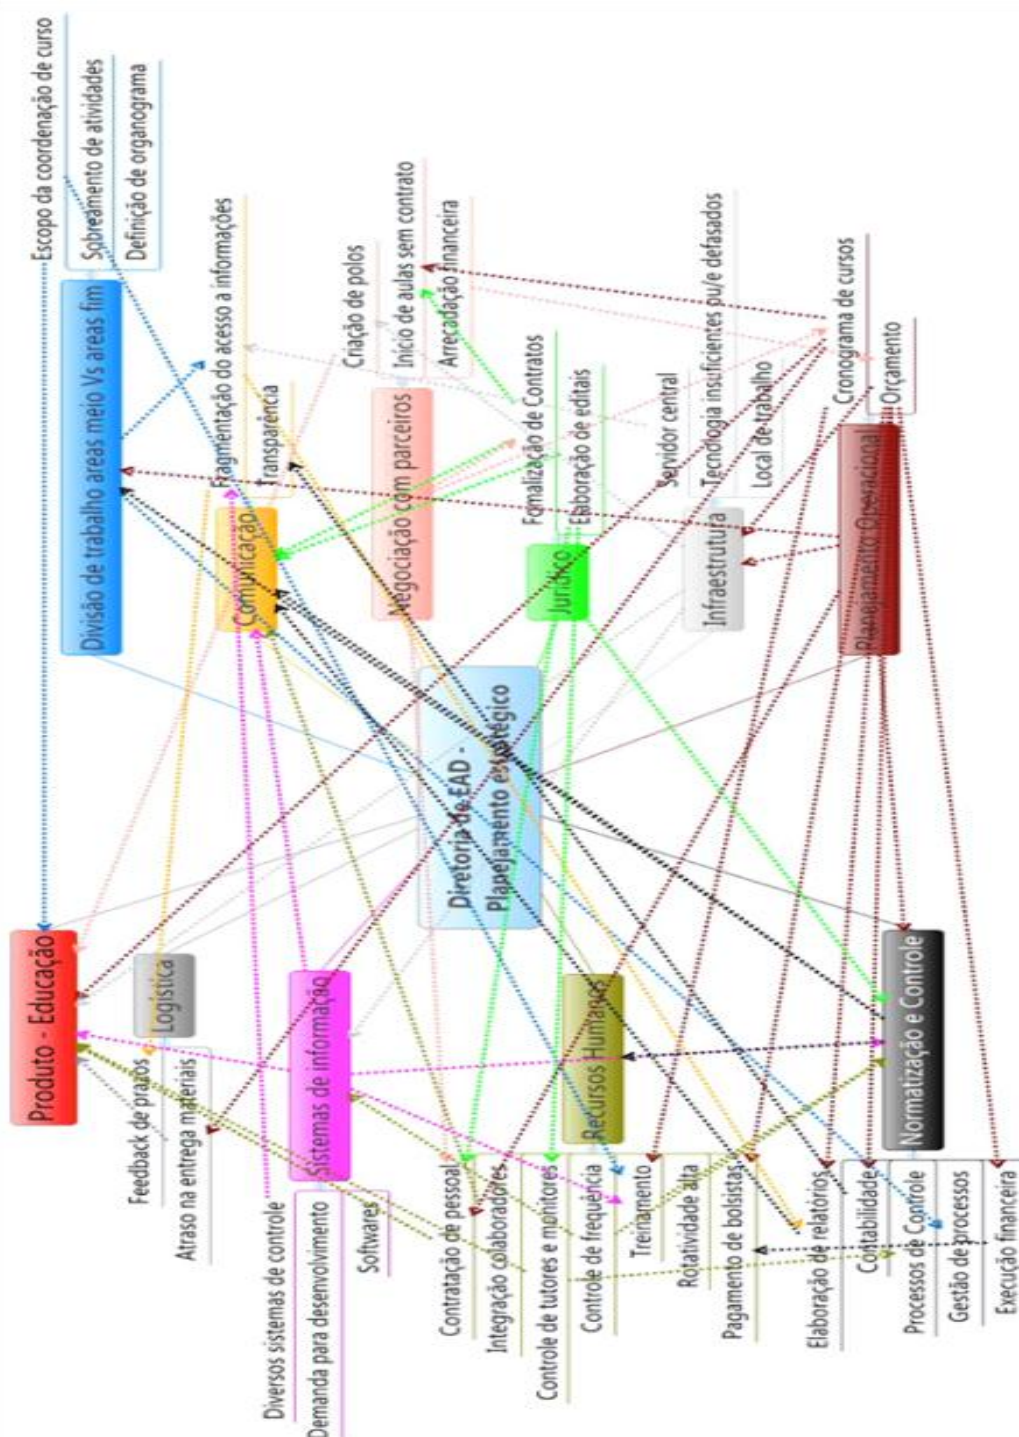 Escopo da coordenação de curso
Sobreamento de atividades
Definição de organograma
Divisão de trabalho areas meio Vs areas fim
Fragmentação do acesso a informações
Transparência
Comunicação
Criação de polos
Início de aulas sem contrato
Arrecadação financeira
Negociação com parceiros
Formalização de Contratos
Elaboração de editais
Jurídico
Servidor central
Tecnologia insuficientes ou/e defasados
Local de trabalho
Infraestrutura
Cronograma de cursos
Orçamento
Planejamento Operacional
Diretoria de EAD -
Planejamento estratégico
Produto - Educação
Feedback de prazos
Atraso na entrega materiais
Logística
Diversos sistemas de controle
Demanda para desenvolvimento
Softwares
Sistemas de informação
Contratação de pessoal
Integração colaboradores
Controle de tutores e monitores
Controle de frequência
Treinamento
Rotatividade alta
Pagamento de bolsistas
Recursos Humanos
Elaboração de relatórios
Contabilidade
Processos de Controle
Gestão de processos
Execução financeira
Normatização e Controle